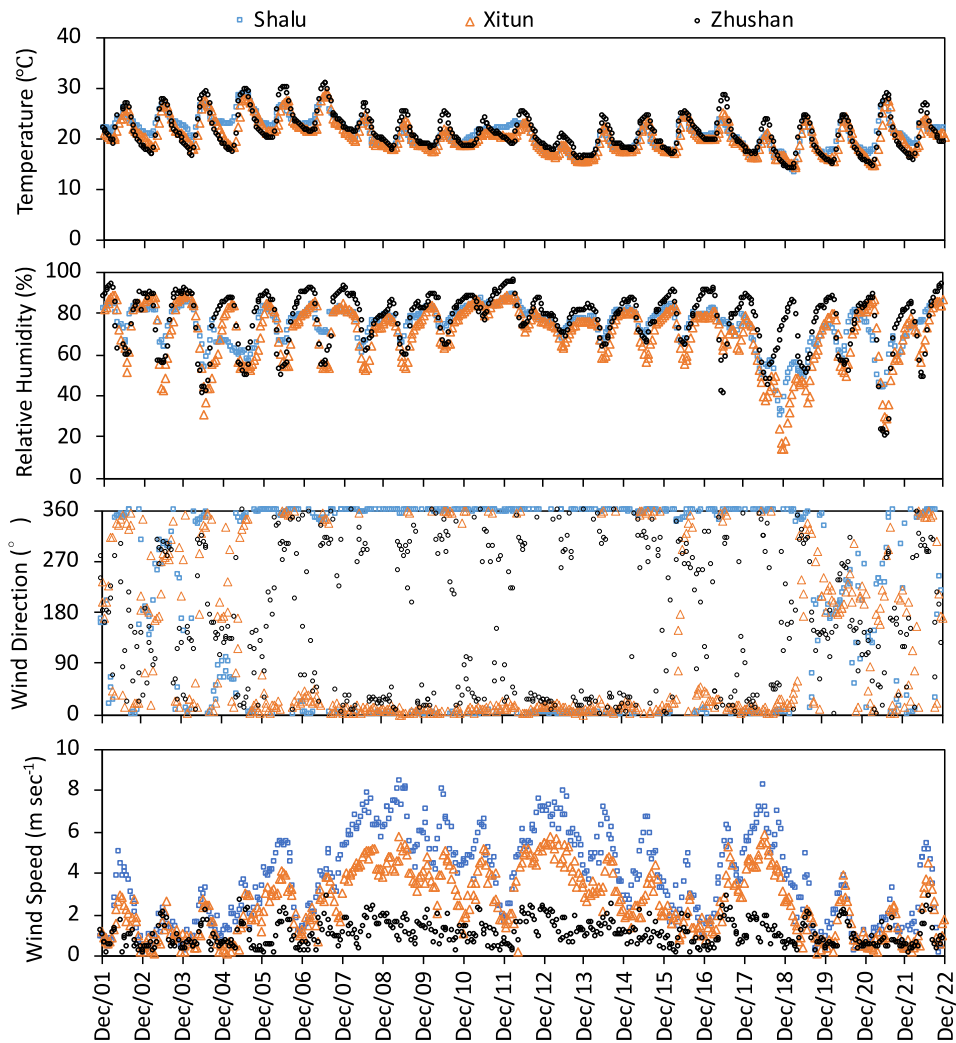 Shalu Xitun Zhushan
Temperature (°C)
40
30
20
10
0
Relative Humidity (%)
100
80
60
40
20
0
Wind Direction (° )
360
270
180
90
0
Wind Speed (m sec-1)
10
8
6
4
2
0
Dec/01
Dec/02
Dec/03
Dec/04
Dec/05
Dec/06
Dec/07
Dec/08
Dec/09
Dec/10
Dec/11
Dec/12
Dec/13
Dec/14
Dec/15
Dec/16
Dec/17
Dec/18
Dec/19
Dec/20
Dec/21
Dec/22